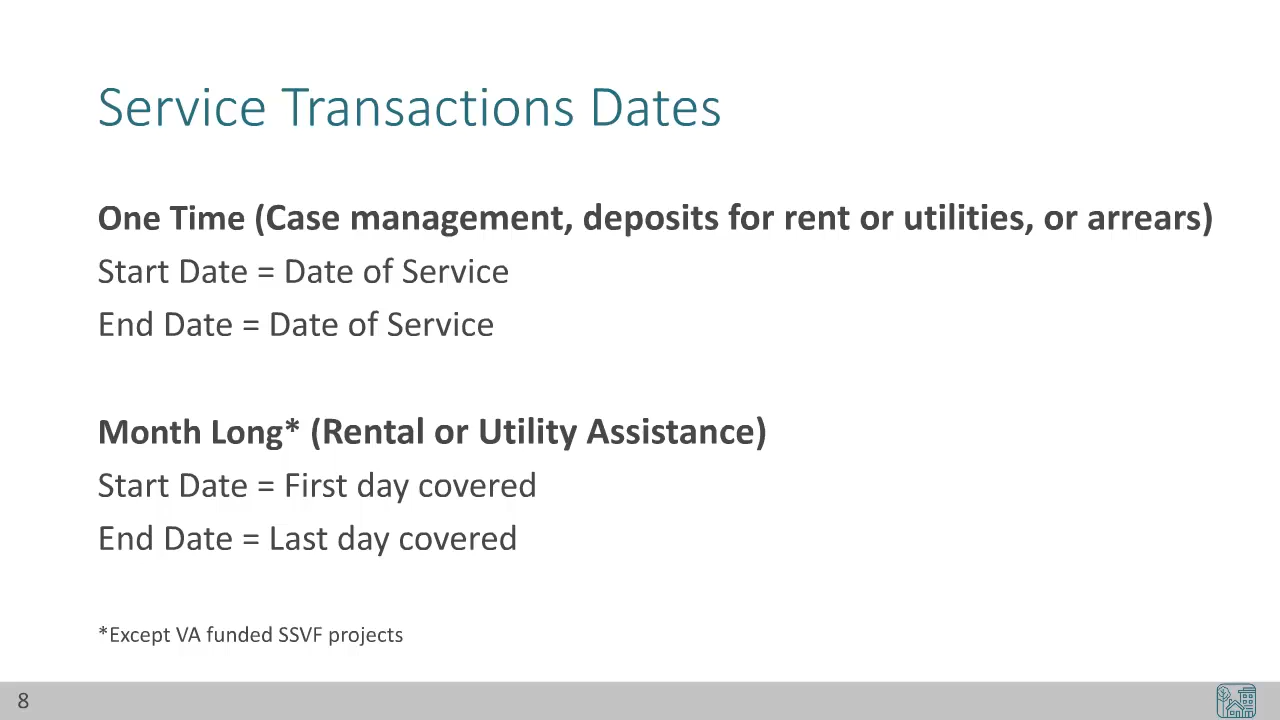 Service Transactions Dates
One Time (Case management, deposits for rent or utilities, or arrears)
Start Date = Date of Service
End Date = Date of Service
Month Long* (Rental or Utility Assistance)
Start Date = First day covered
End Date = Last day covered
*Except VA funded SSVF projects
8